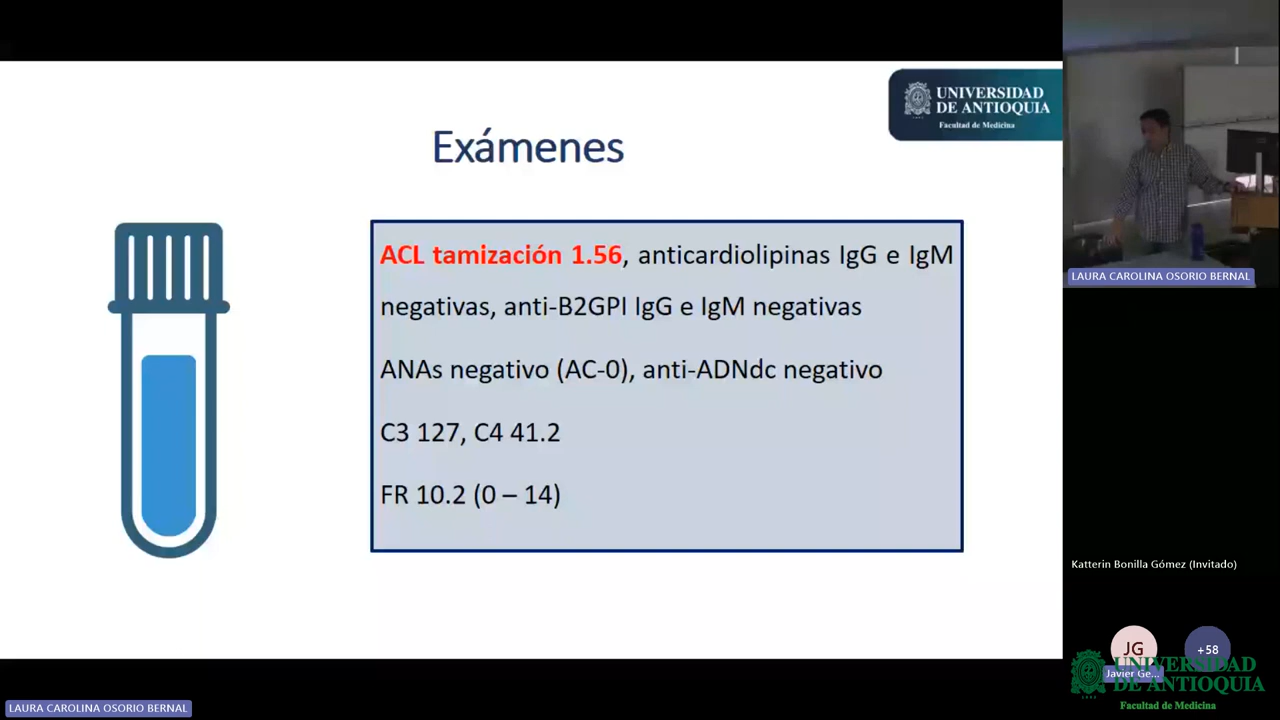 UNIVERSIDAD
DE ANTIOQUIA
Facultad de Medicina
Exámenes
ACL tamización 1.56, anticardiolipinas IgG e IgM
negativas, anti-B2GPI IgG e IgM negativas
ANAs negativo (AC-0), anti-ADNdc negativo
C3 127, C4 41.2
FR 10.2 (0 – 14)
LAURA CAROLINA OSORIO BERNAL
Katterin Bonilla Gómez (Invitado)
JG
+58
Javier Ge...
UNIVERSIDAD
DE ANTIOQUIA
Facultad de Medicina
LAURA CAROLINA OSORIO BERNAL